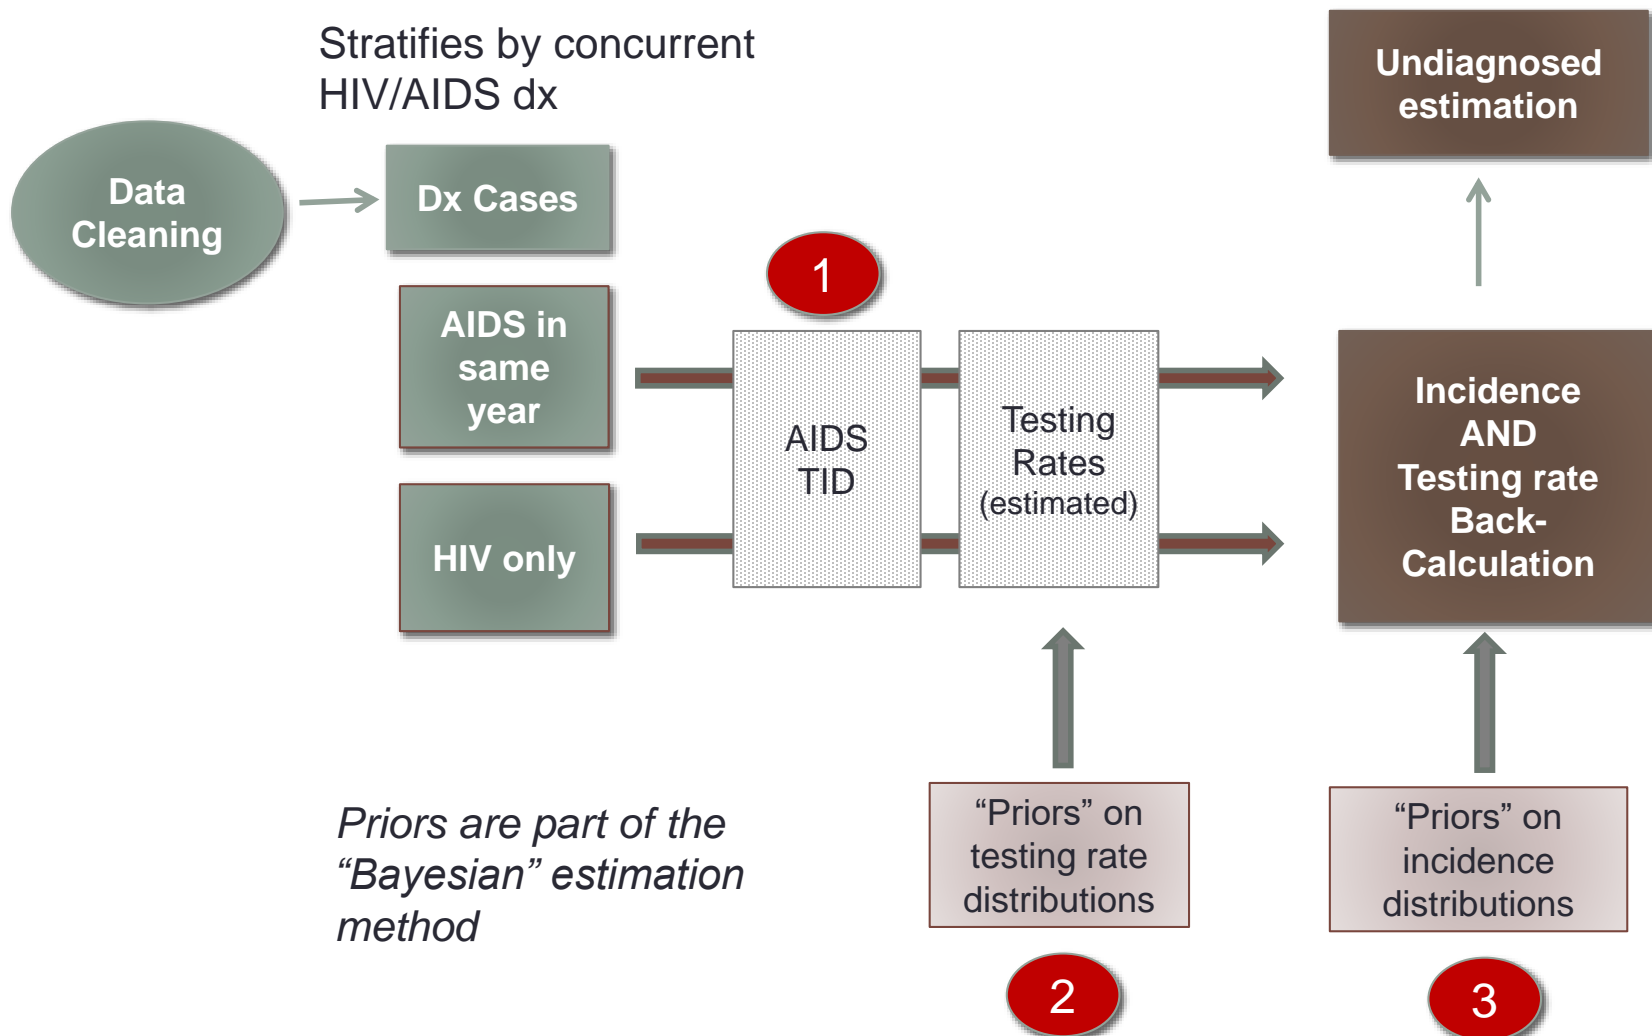 Stratifies by concurrent
HIV/AIDS dx
Undiagnosed
estimation
Data
Cleaning
Dx Cases
1
AIDS in
same
year
HIV only
AIDS
TID
Testing
Rates
(estimated)
Incidence
AND
Testing rate
Back-
Calculation
Priors are part of the
“Bayesian” estimation
method
“Priors” on
testing rate
distributions
“Priors” on
incidence
distributions
2
3